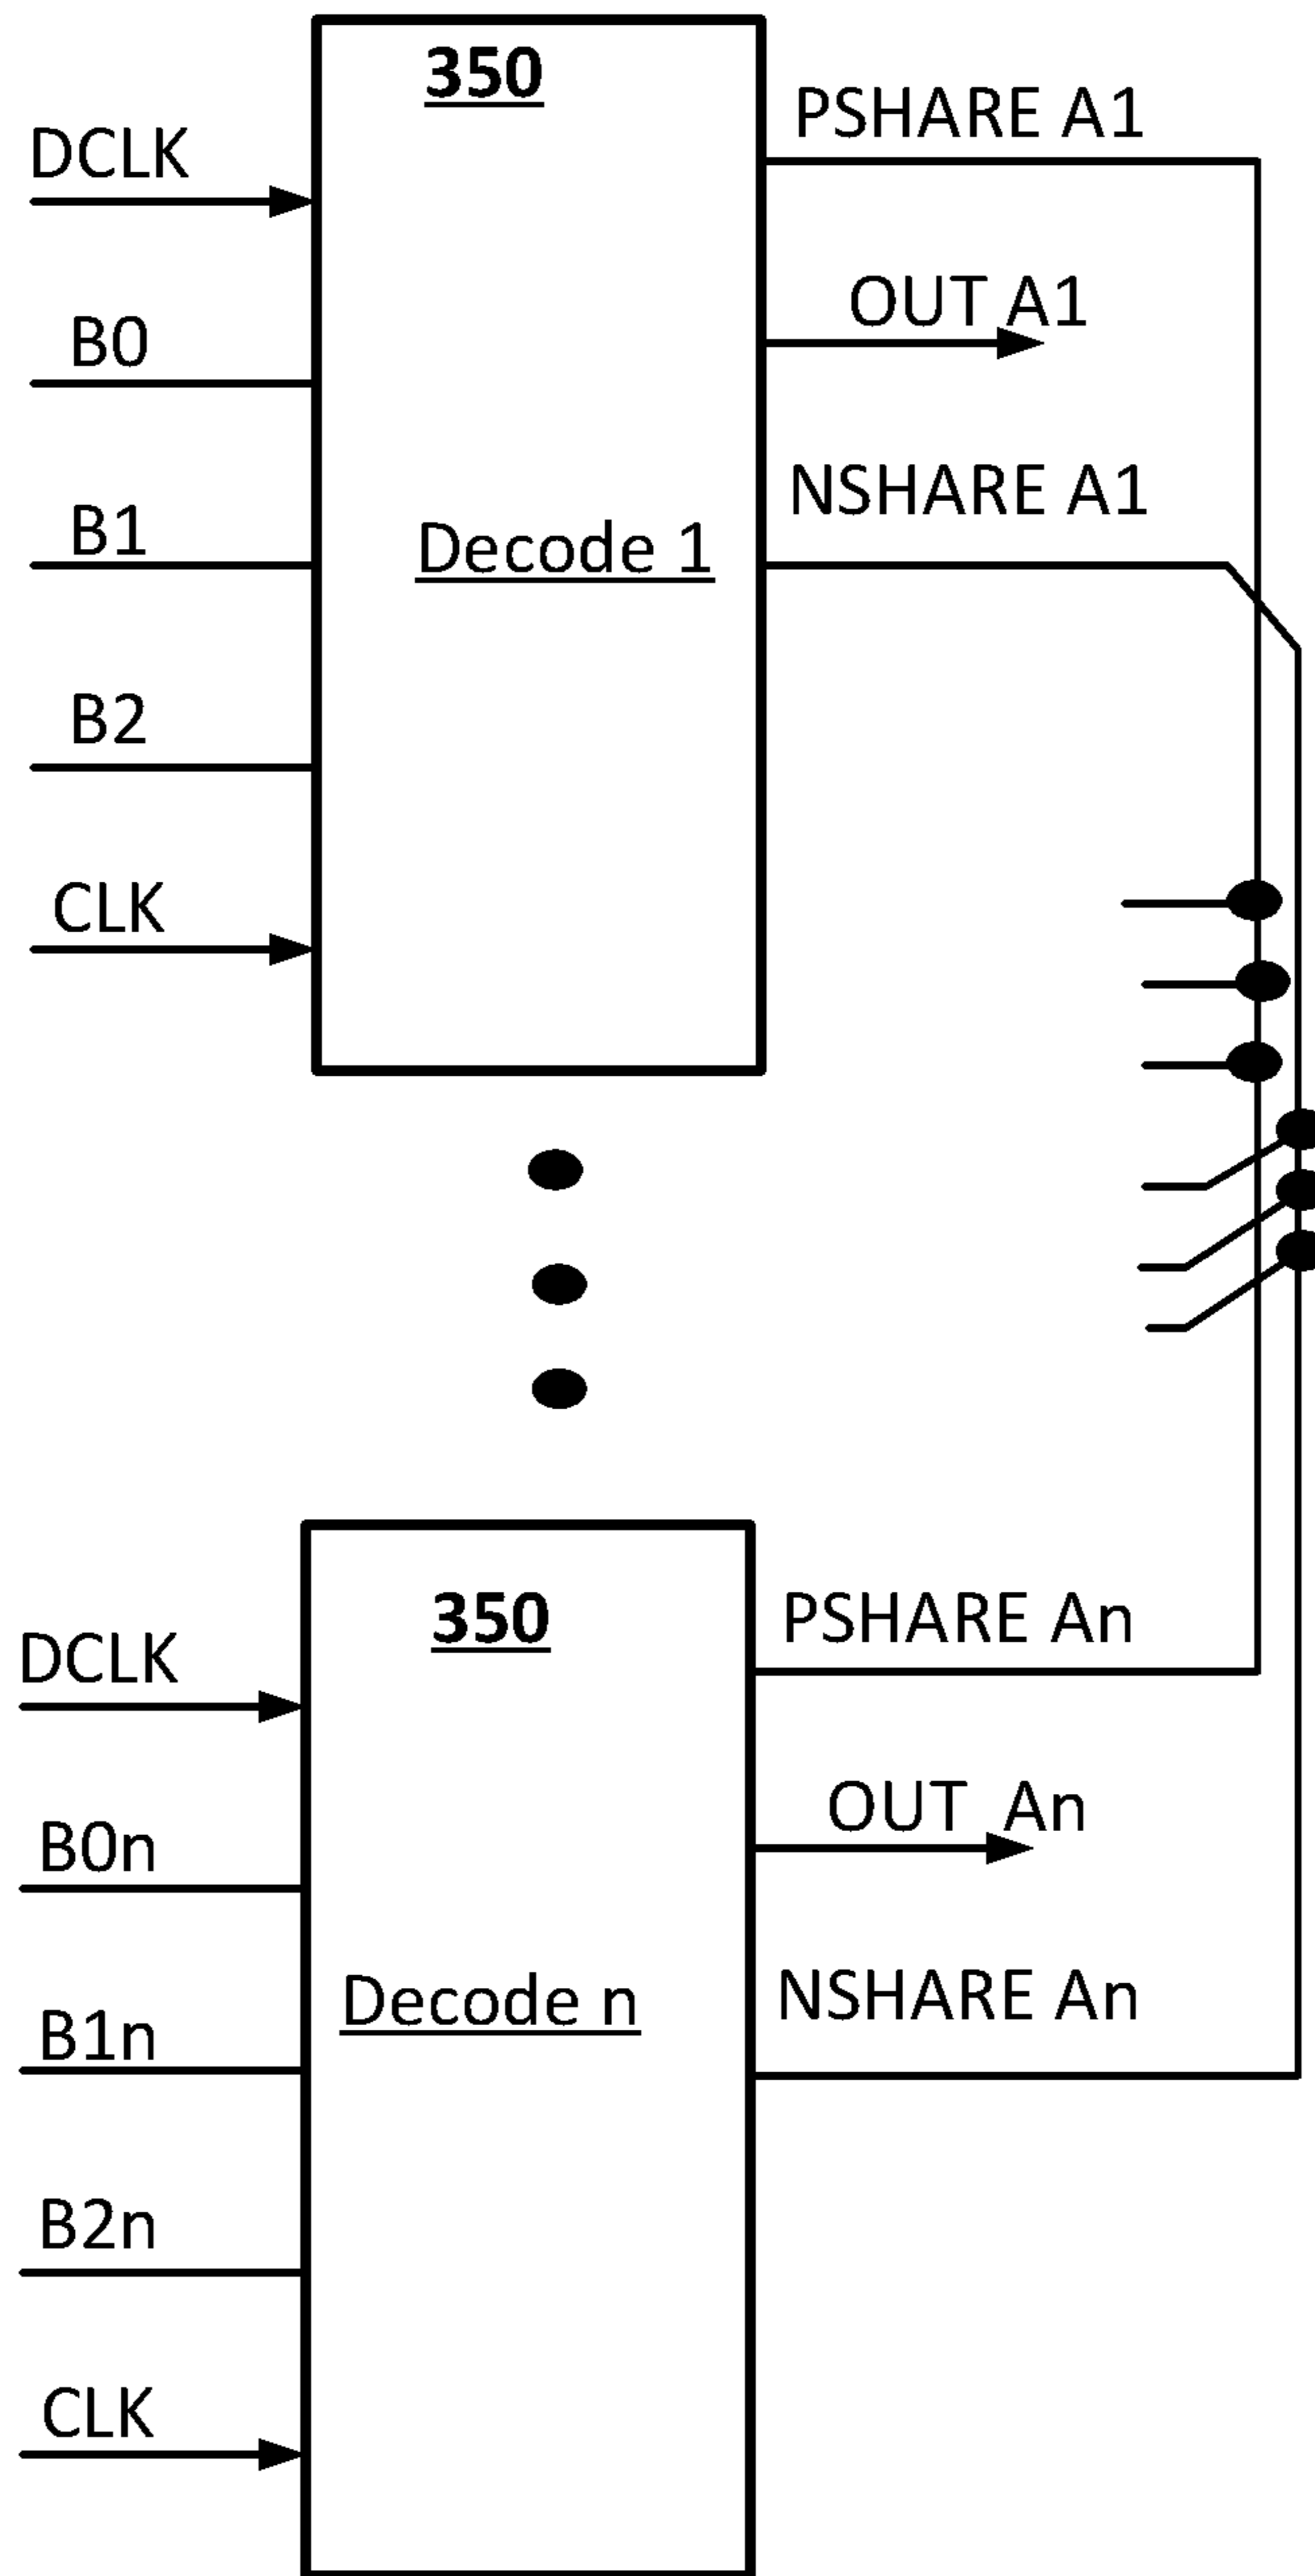 350
PSHARE A1
DCLK
OUT A1
B0
NSHARE A1
B1
Decode 1
B2
CLK
350
PSHARE An
DCLK
OUT An
B0n
NSHARE An
Decode n
B1n
B2n
CLK